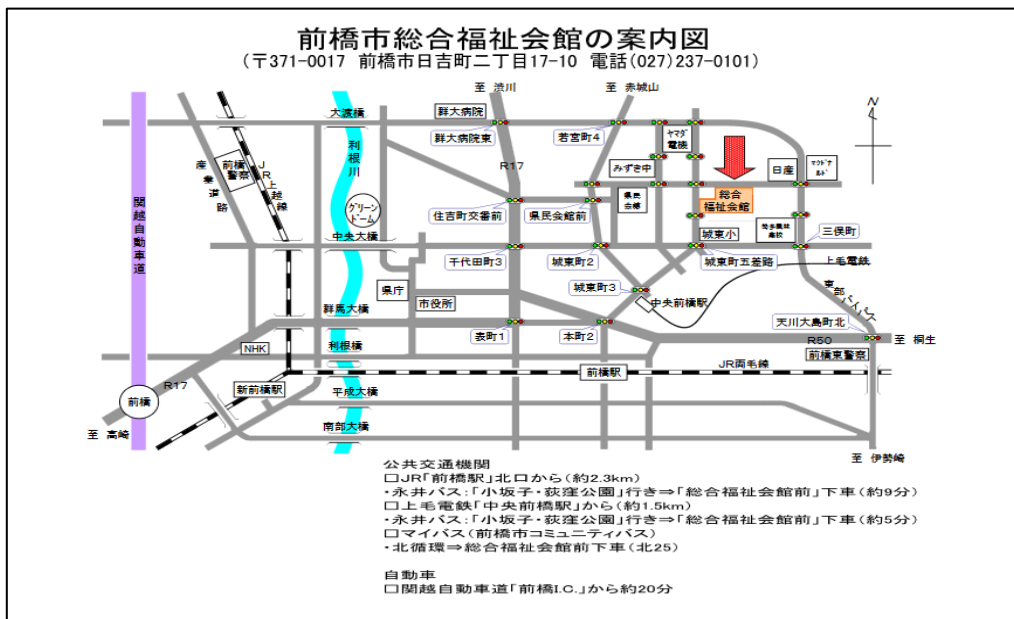 前橋市総合福祉会館の案内図
(〒371-0017 前橋市日吉町二丁目17-10 電話(027)237-0101)
至 渋川
至 赤城山
N
大渡橋
群大病院
群大病院東
若宮町4
ヤマダ電機
利根川
R17
産業道路
前橋警察
JR上越線
みずき中
日産
マクドナルド
関越自動車道
グリーンドーム
県民会館
総合福祉会館
住吉町交番前
県民会館前
城東小
三俣町
中央大橋
千代田町3
城東町2
城東町五差路
上毛電鉄
県庁
市役所
城東町3
中央前橋駅
東部バイパス
群馬大橋
表町1
本町2
天川大島町北
R50
至 桐生
NHK
利根橋
前橋東警察
JR両毛線
前橋駅
R17
新前橋駅
平成大橋
前橋
南部大橋
至 高崎
至 伊勢崎
公共交通機関
□JR「前橋駅」北口から(約2.3km)
・永井バス:「小坂子・荻窪公園」行き⇒「総合福祉会館前」下車(約9分)
□上毛電鉄「中央前橋駅」から(約1.5km)
・永井バス:「小坂子・荻窪公園」行き⇒「総合福祉会館前」下車(約5分)
□マイバス(前橋市コミュニティバス)
・北循環⇒総合福祉会館前下車(北25)
自動車
□関越自動車道「前橋I.C.」から約20分